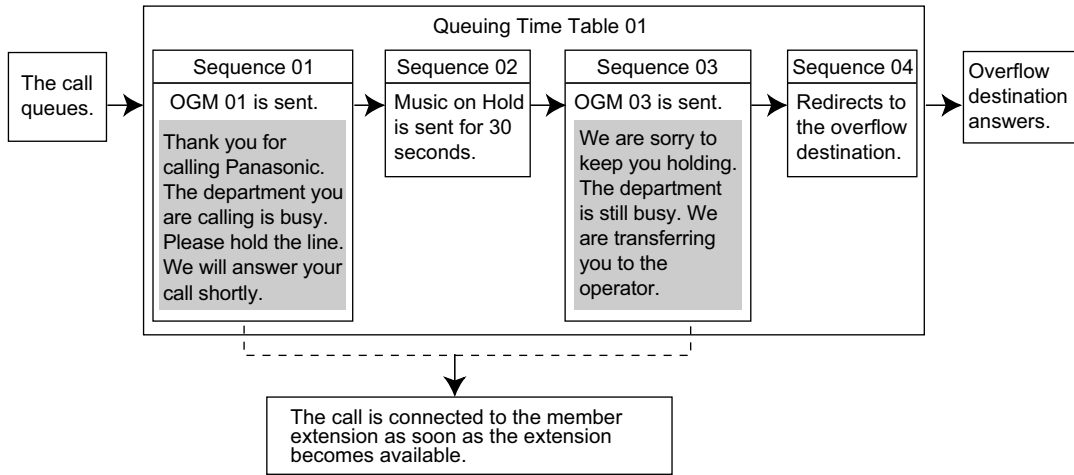 Queuing Time Table 01
The call
queues.
Sequence 01
OGM 01 is sent.
Thank you for
calling Panasonic.
The department you
are calling is busy.
Please hold the line.
We will answer your
call shortly.
Sequence 02
Music on Hold
is sent for 30
seconds.
Sequence 03
OGM 03 is sent.
We are sorry to
keep you holding.
The department
is still busy. We
are transferring
you to the
operator.
Sequence 04
Redirects to
the overflow
destination.
Overflow
destination
answers.
The call is connected to the member
extension as soon as the extension
becomes available.